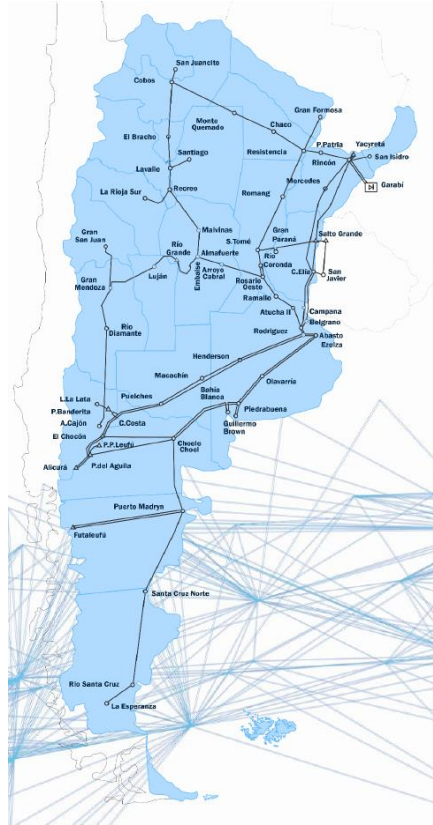 San Juancito
Cobos
Monte
Quemado
Gran Formosa
Chaco
El Bracho
Resistencia
P.Patria
Yacyretá
Rincón
San Isidro
Santiago
Lavalle
Mercedes
Garabí
La Rioja Sur
Recreo
Romang
Malvinas
Gran
Paraná
Salto Grande
S.Tomé
Gran
San Juan
Río
Grande
Almafuerte
Río
Coronda
Embalse
Arroyo
Cabral
Rosario
Oeste
C.Elía
San
Javier
Luján
Gran
Mendoza
Ramallo
Atucha II
Campana
Belgrano
Río
Diamante
Rodríguez
Abasto
Ezeiza
Henderson
Macachín
Puelches
Olavarría
Bahía
Blanca
L.La Lata
P.Banderita
Piedrabuena
A.Cajón
C.Costa
Guillermo
Brown
El Chocón
P.P.Leufú
Choele
Choel
Alicurá
P.del Aguila
Puerto Madryn
Futaleufú
Santa Cruz Norte
Río Santa Cruz
La Esperanza